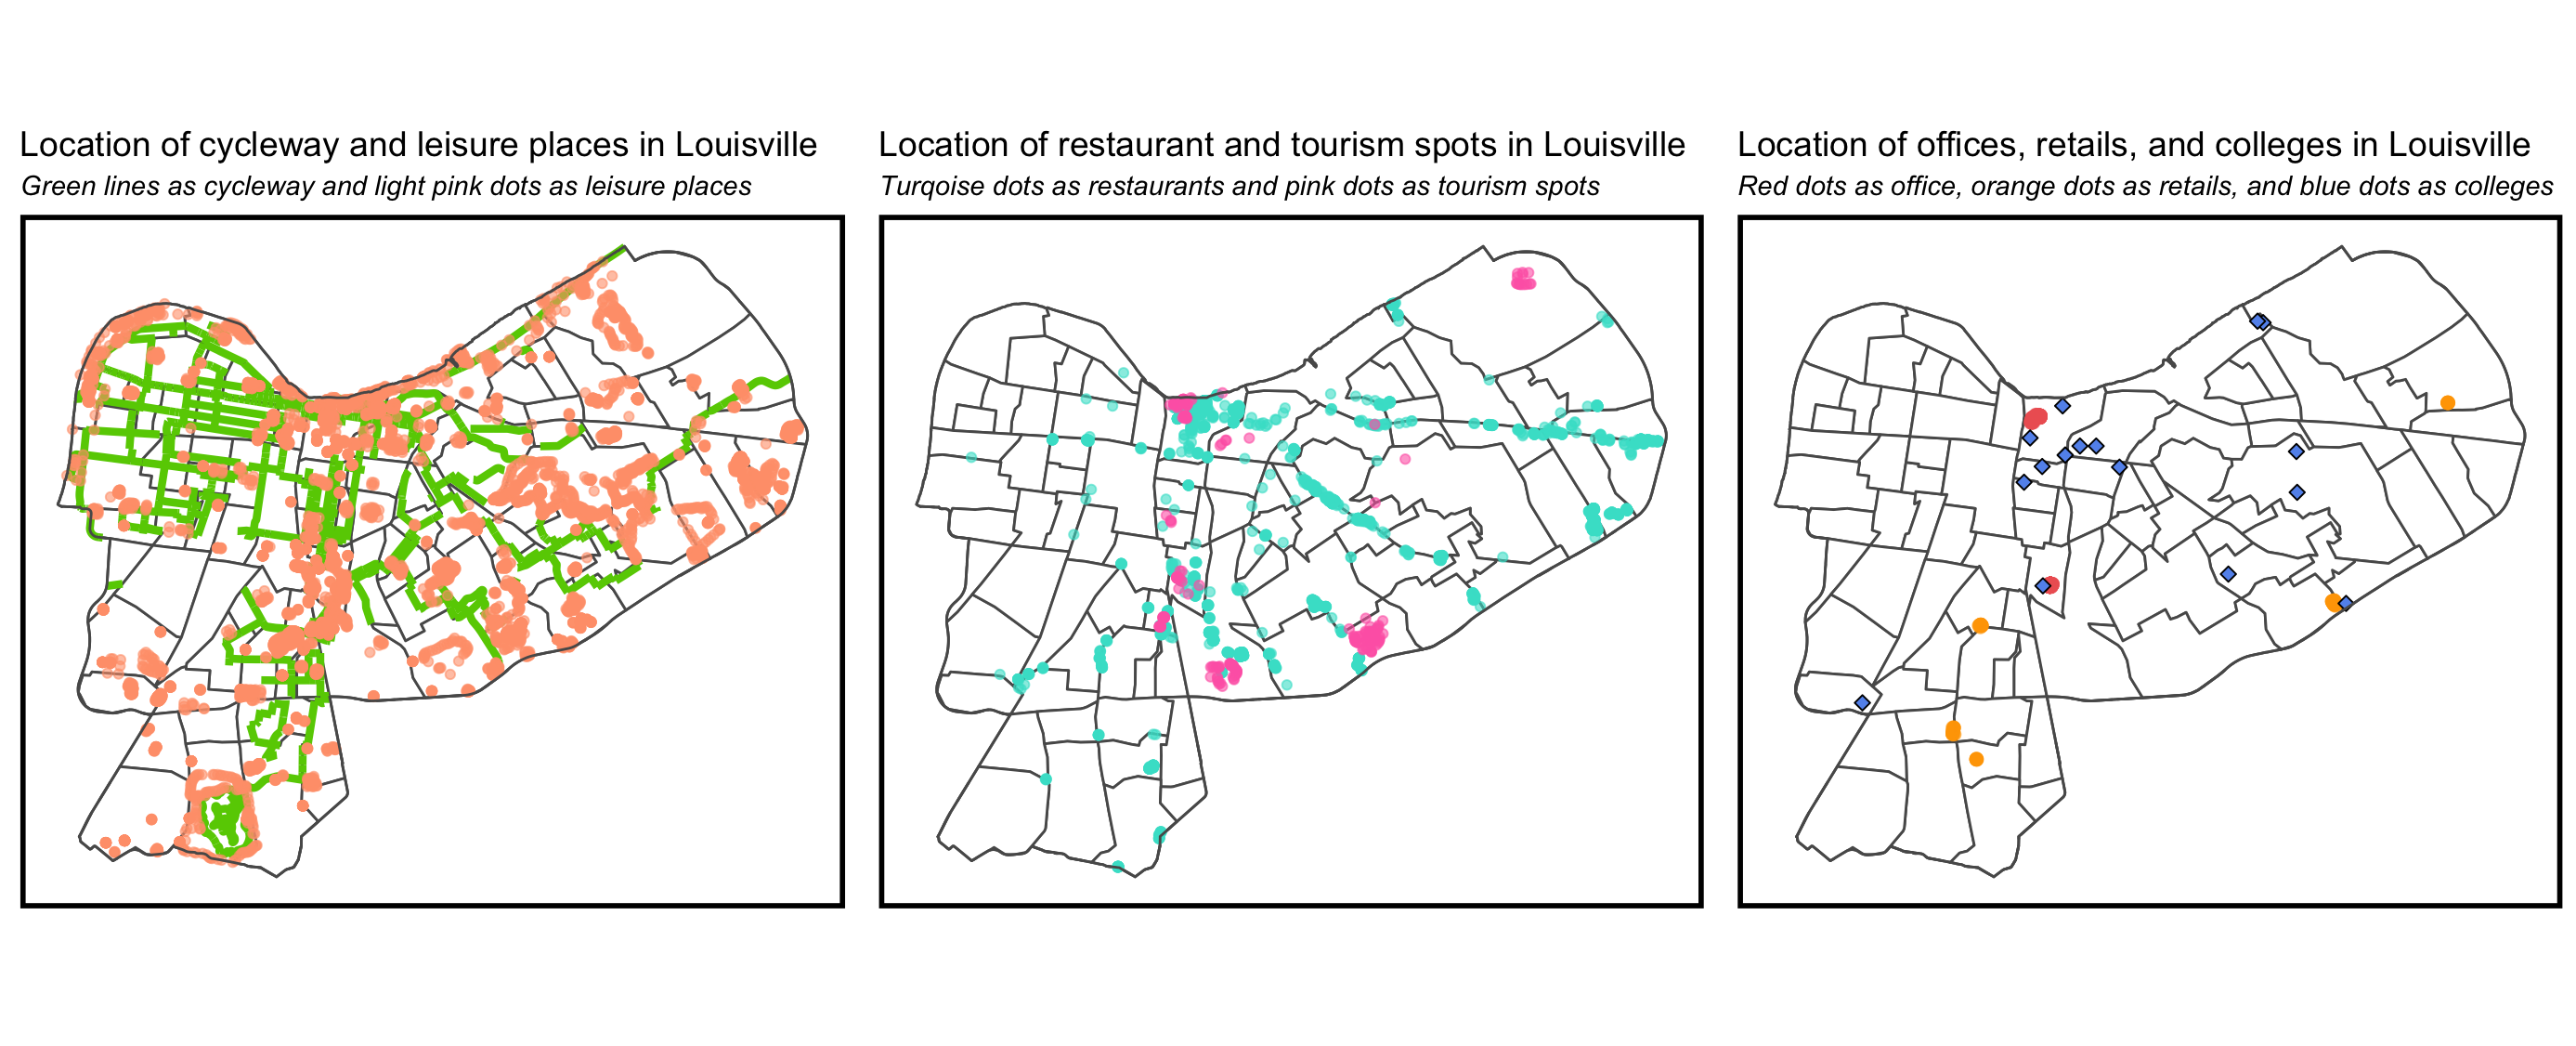 Location of cycleway and leisure places in Louisville
Green lines as cycleway and light pink dots as leisure places
Location of restaurant and tourism spots in Louisville
Turqoise dots as restaurants and pink dots as tourism spots
Location of offices, retails, and colleges in Louisville
Red dots as office, orange dots as retails, and blue dots as colleges